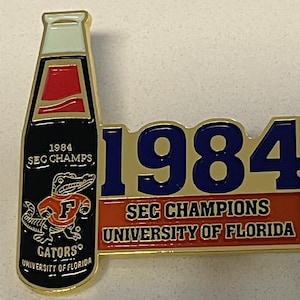 1984
SEC CHAMPS
F
GATORS®
UNIVERSITY OF FLORIDA
1984
SEC CHAMPIONS
UNIVERSITY OF FLORIDA